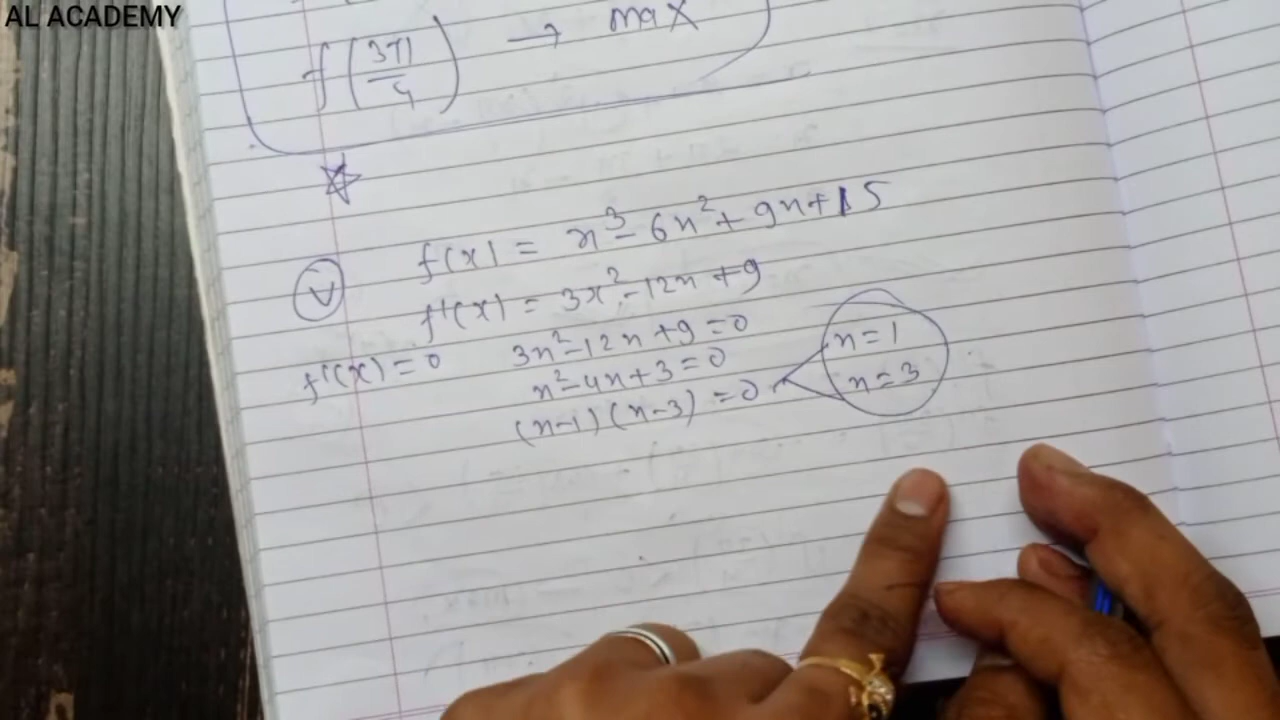 AL ACADEMY
f(3π/4) → max
(v) f(x) = x³ - 6x² + 9x + 15
f'(x) = 3x² - 12x + 9
f'(x) = 0 3x² - 12x + 9 = 0
x² - 4x + 3 = 0
(x-1)(x-3) = 0
x = 1
x = 3